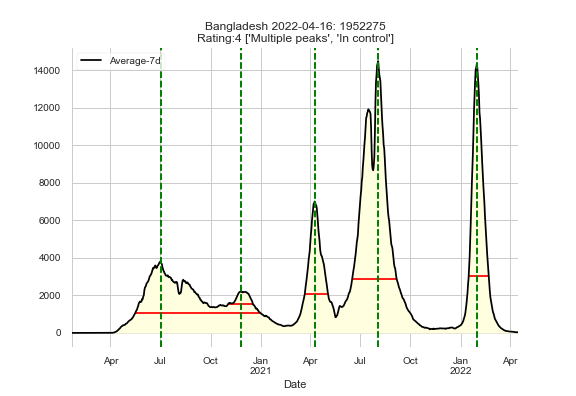 Bangladesh 2022-04-16: 1952275
Rating:4 ['Multiple peaks', 'In control']
Average-7d
14000
12000
10000
8000
6000
4000
2000
0
Apr Jul Oct Jan Apr Jul Oct Jan Apr
2021 2022
Date